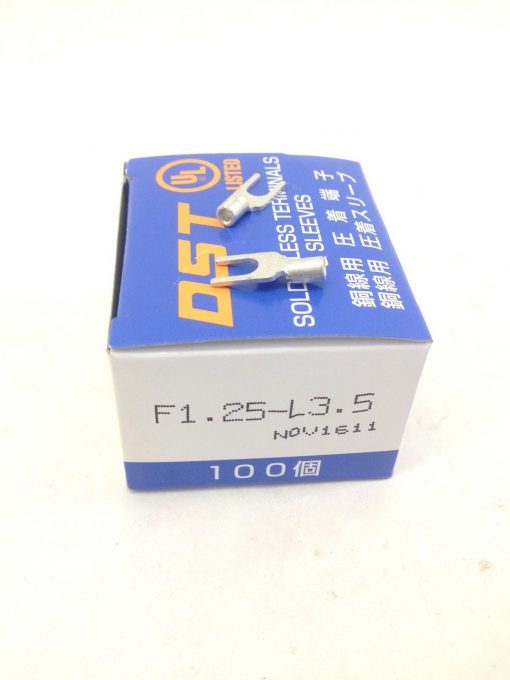 UL
LISTED
DST
SOLDERLESS TERMINALS
SLEEVES
銅線用 圧着端子
銅線用 圧着スリーブ
F1.25-L3.5
NOV1611
100個